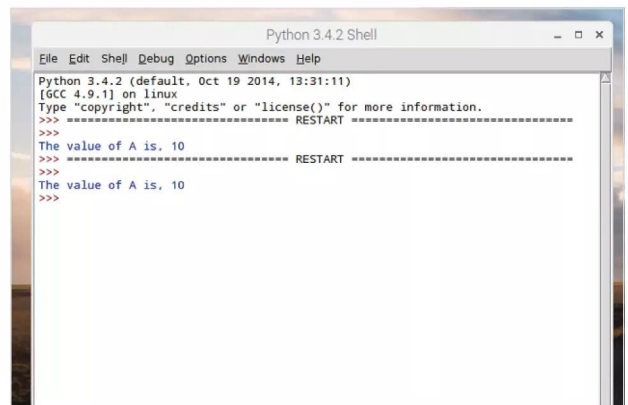 Python 3.4.2 Shell
File Edit Shell Debug Options Windows Help
Python 3.4.2 (default, Oct 19 2014, 13:31:11)
[GCC 4.9.1] on linux
Type "copyright", "credits" or "license()" for more information.
>>> ================================ RESTART ================================
>>>
The value of A is, 10
>>> ================================ RESTART ================================
>>>
The value of A is, 10
>>>